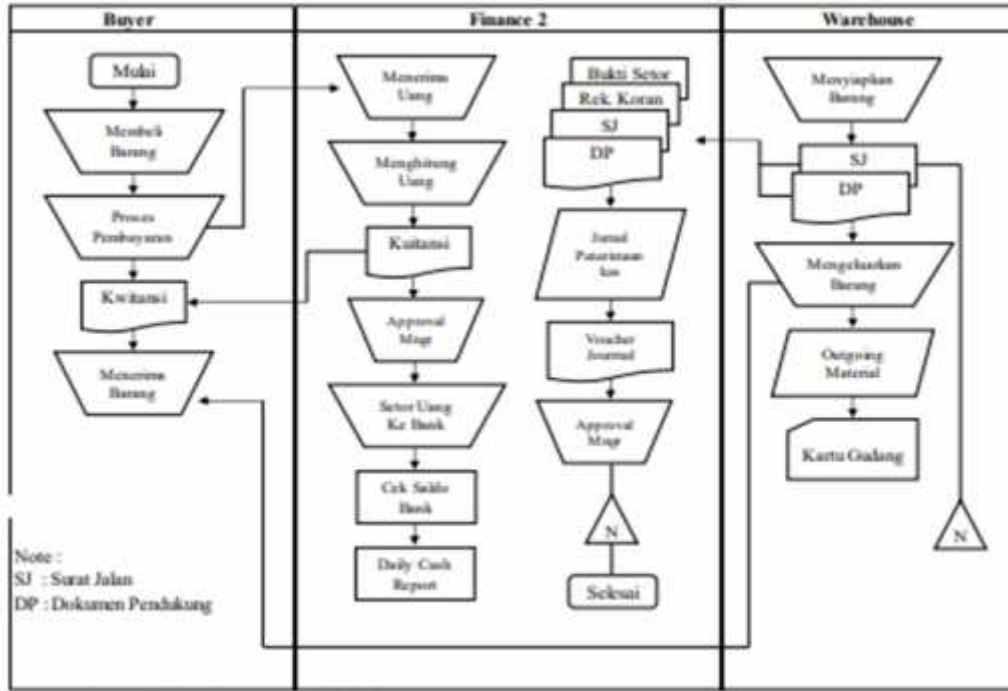 Buyer
Finance 2
Warehouse
Mulai
Membeli
Barang
Proses
Pembayaran
Kwitansi
Menerima
Barang
Note :
SJ : Surat Jalan
DP : Dokumen Pendukung
Menerima
Uang
Menghitung
Uang
Kuitansi
Approval
Mngr
Setor Uang
Ke Bank
Cek Saldo
Bank
Daily Cash
Report
Bukti Setor
Rek. Koran
SJ
DP
Jurnal
Penerimaan
kas
Voucher
Journal
Approval
Mngr
N
Selesai
Menyiapkan
Barang
SJ
DP
Mengeluarkan
Barang
Outgoing
Material
Kartu Gudang
N